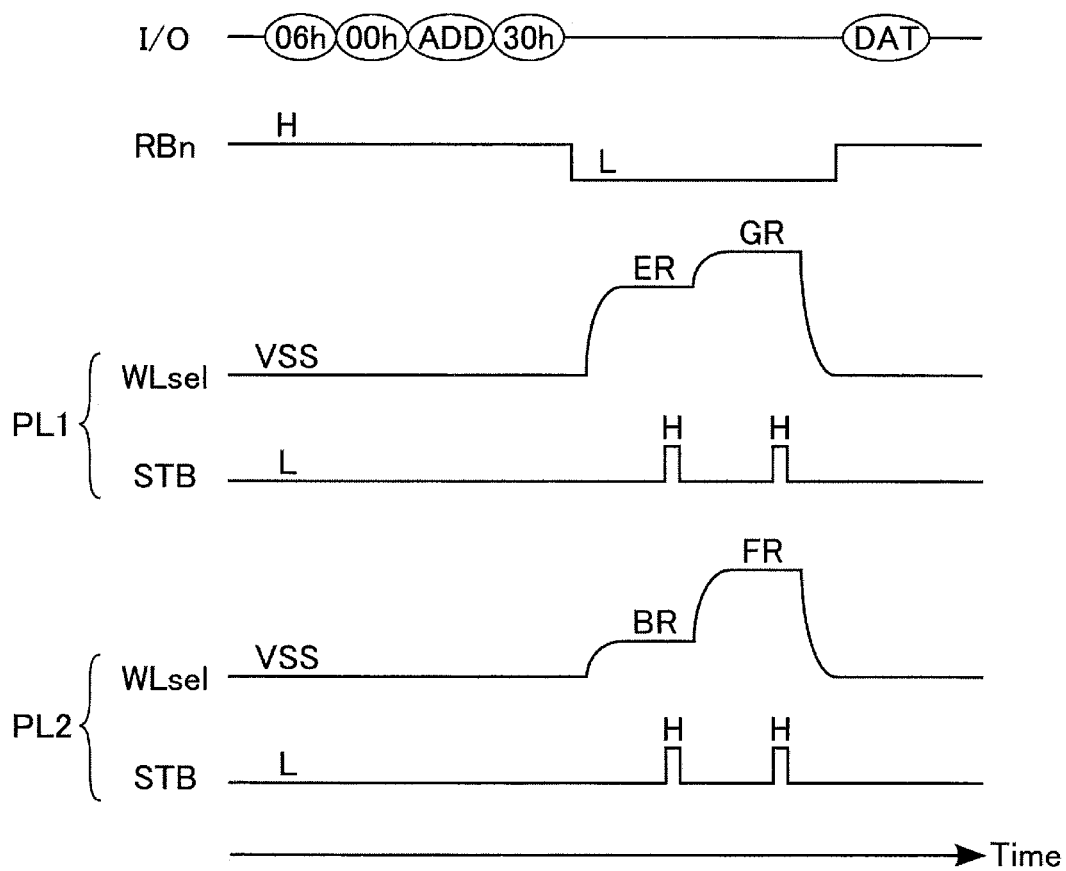 I/O 06h 00h ADD 30h DAT
RBn H L
PL1
WLsel VSS ER GR
STB L H H
PL2
WLsel VSS BR FR
STB L H H
Time